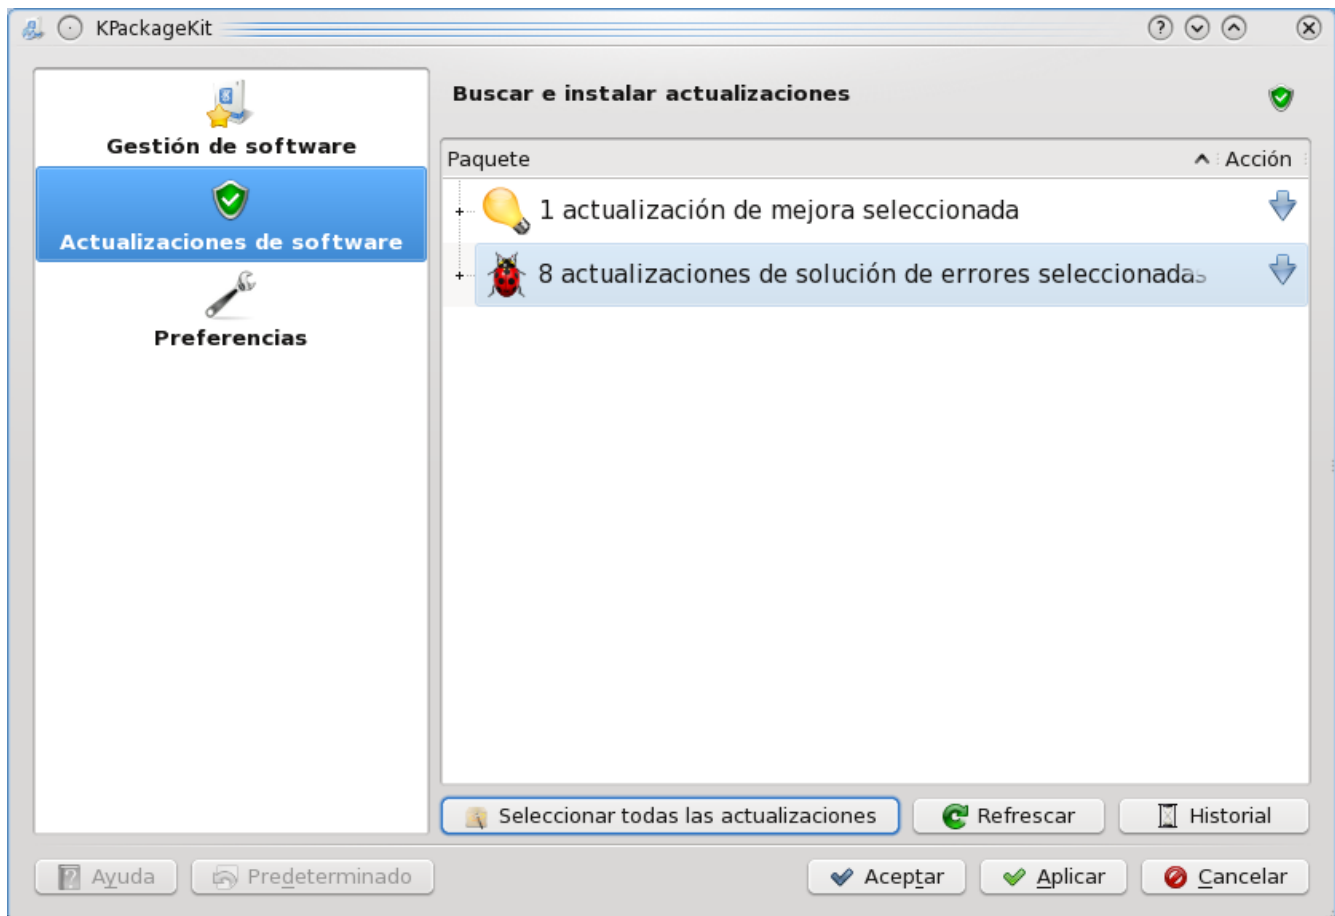 KPackageKit
Gestión de software
Actualizaciones de software
Preferencias
Buscar e instalar actualizaciones
Paquete Acción
1 actualización de mejora seleccionada
8 actualizaciones de solución de errores seleccionadas
Seleccionar todas las actualizaciones Refrescar Historial
Ayuda Predeterminado Aceptar Aplicar Cancelar